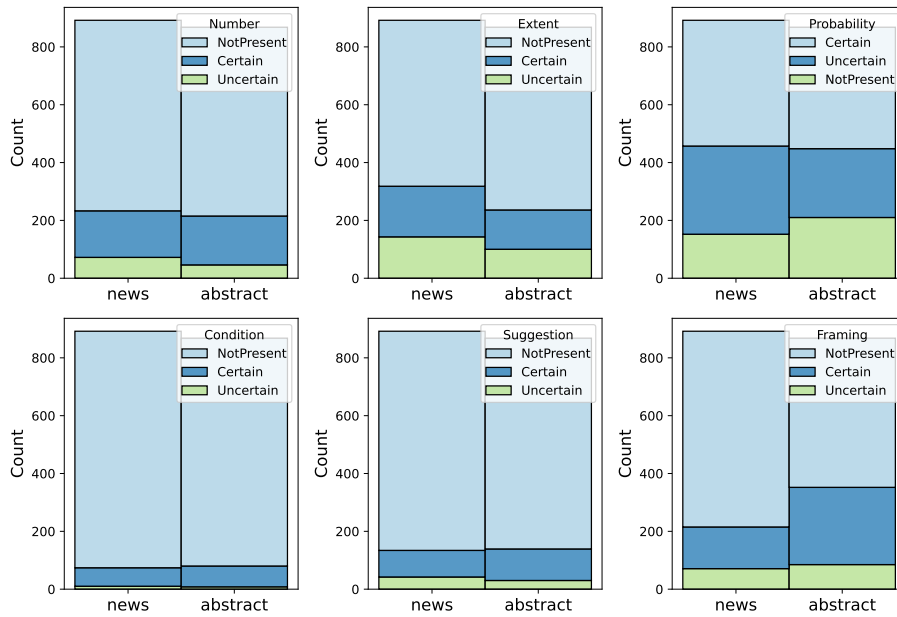 Number
NotPresent
Certain
Uncertain
800
600
400
200
0
Count
news
abstract
Extent
NotPresent
Certain
Uncertain
800
600
400
200
0
Count
news
abstract
Probability
Certain
Uncertain
NotPresent
800
600
400
200
0
Count
news
abstract
Condition
NotPresent
Certain
Uncertain
800
600
400
200
0
Count
news
abstract
Suggestion
NotPresent
Certain
Uncertain
800
600
400
200
0
Count
news
abstract
Framing
NotPresent
Certain
Uncertain
800
600
400
200
0
Count
news
abstract